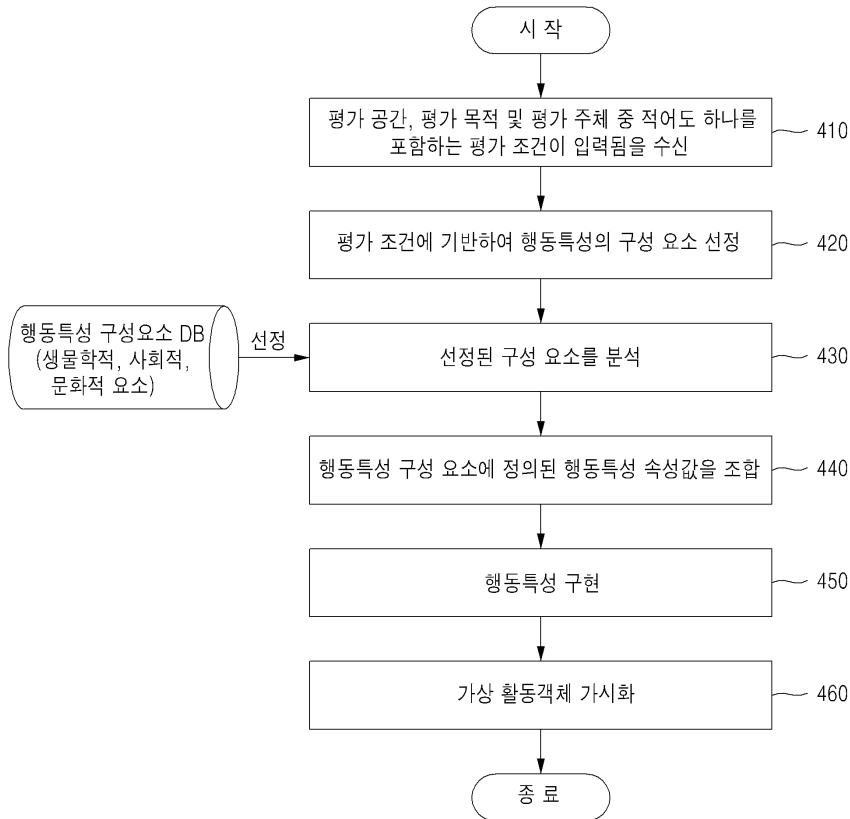 시 작
평가 공간, 평가 목적 및 평가 주체 중 적어도 하나를
포함하는 평가 조건이 입력됨을 수신
410
평가 조건에 기반하여 행동특성의 구성 요소 선정
420
행동특성 구성요소 DB
(생물학적, 사회적,
문화적 요소)
선정
선정된 구성 요소를 분석
430
행동특성 구성 요소에 정의된 행동특성 속성값을 조합
440
행동특성 구현
450
가상 활동객체 가시화
460
종 료